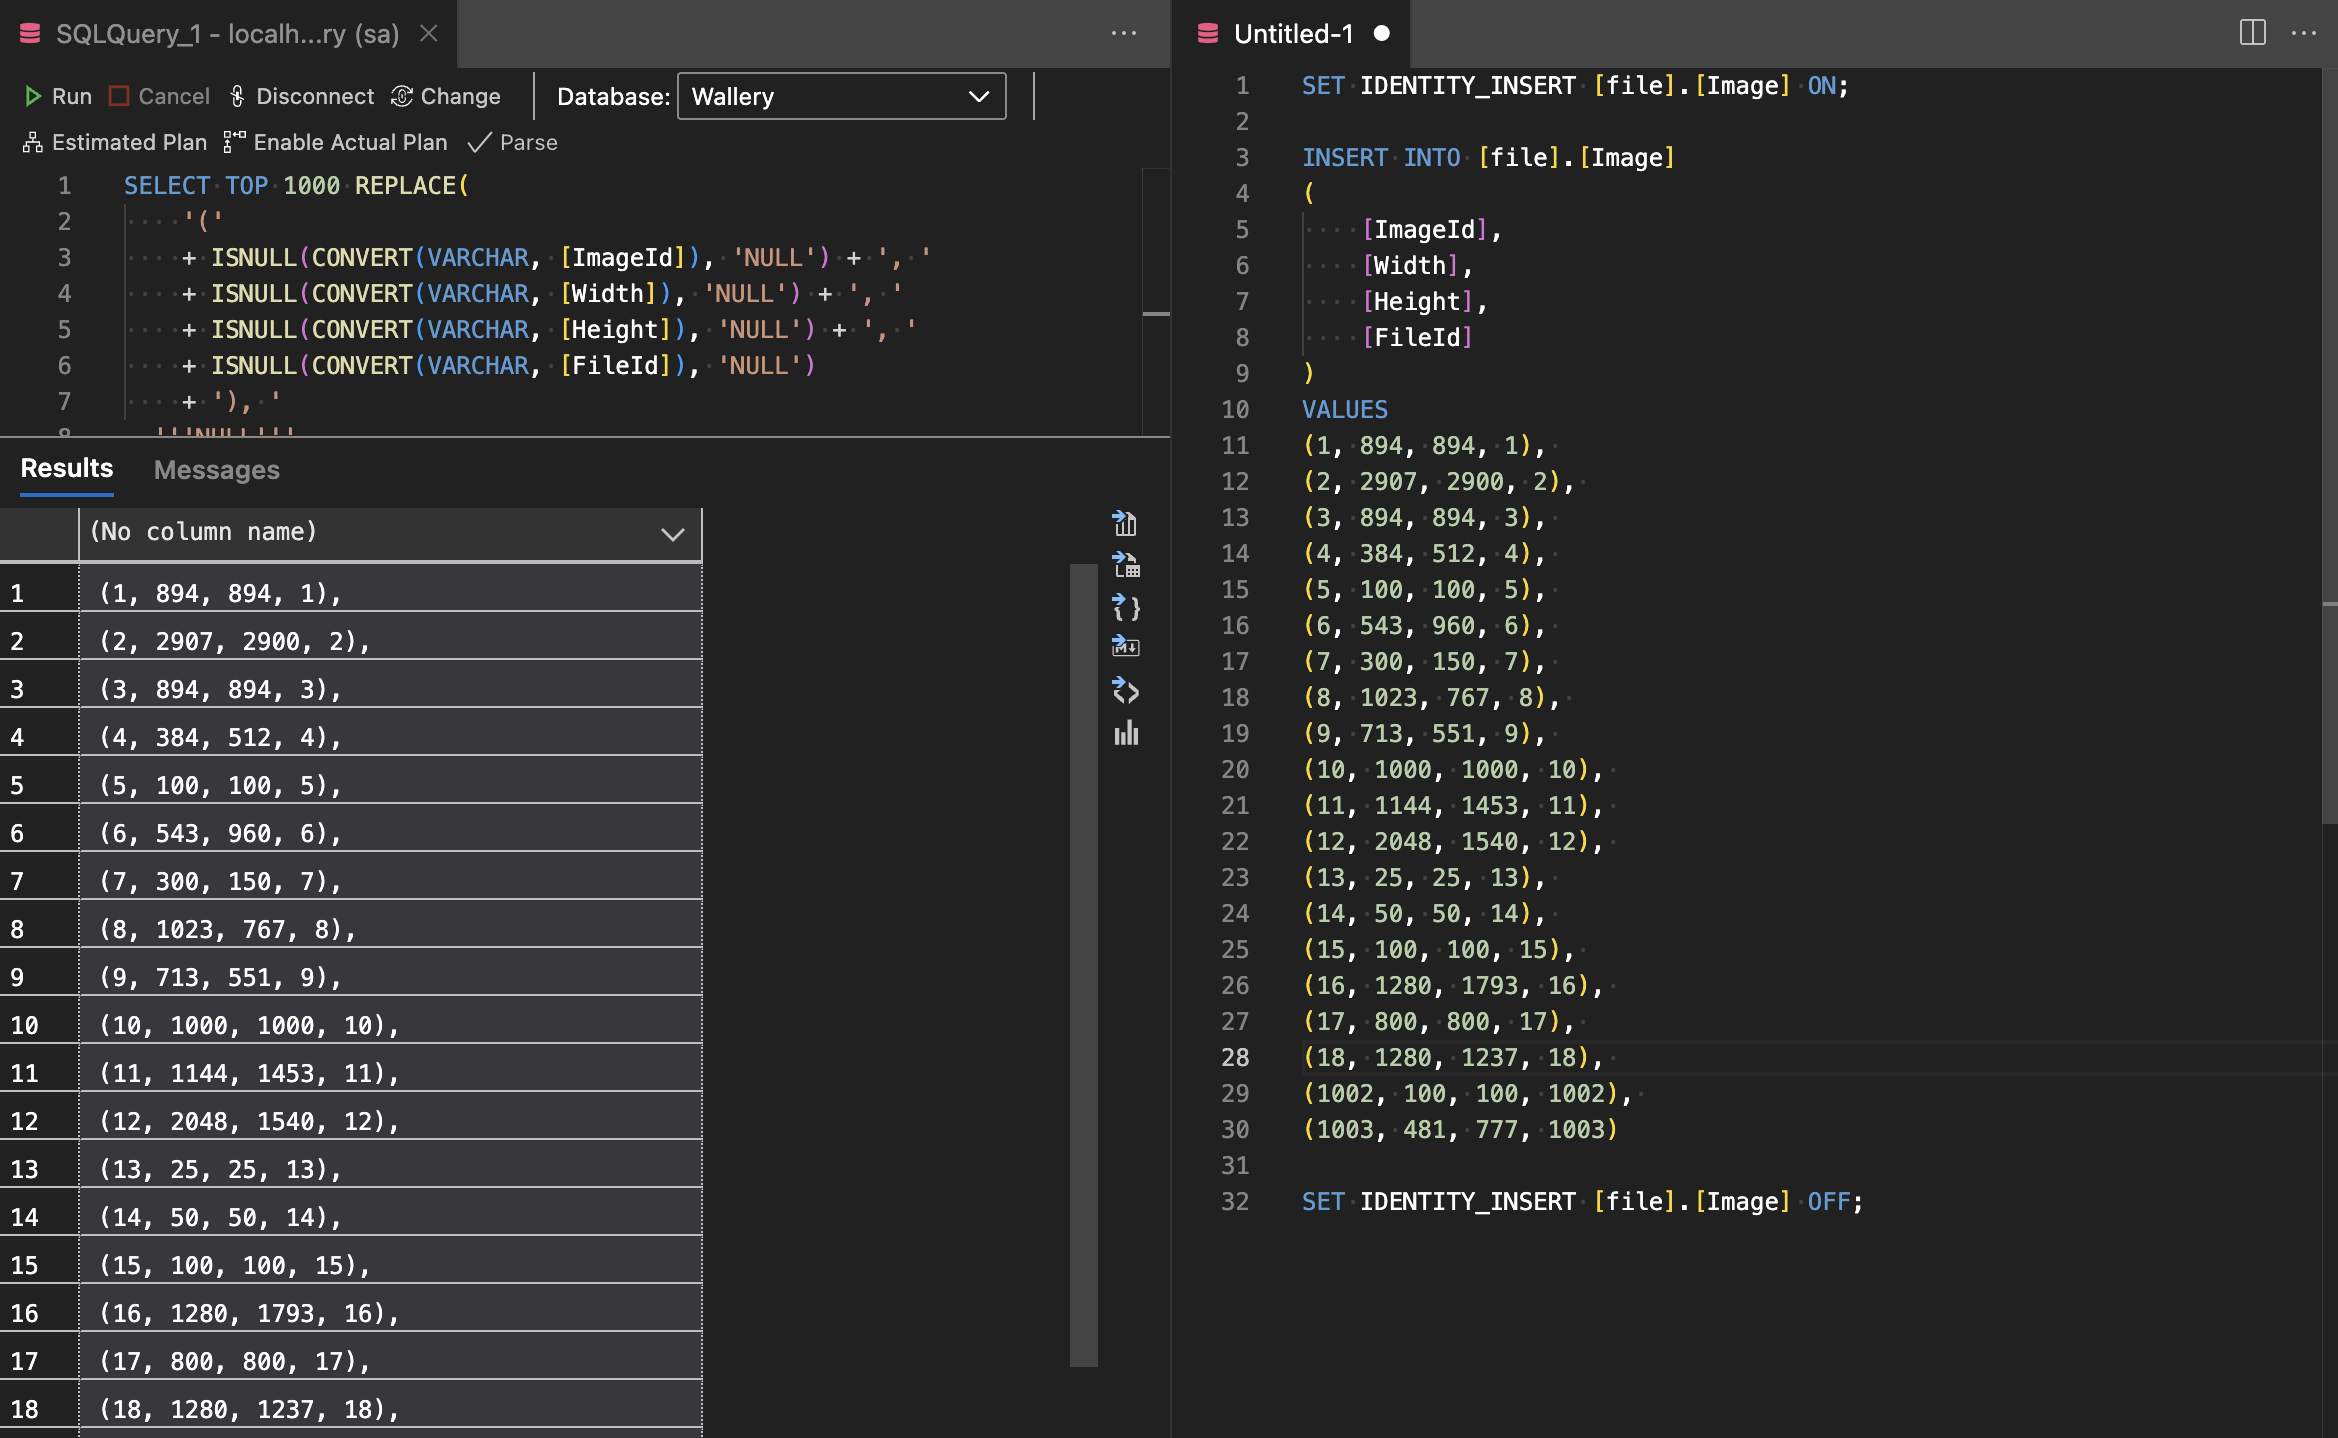 SQLQuery_1 - localh...ry (sa)
Run Cancel Disconnect Change Database: Wallery
Estimated Plan Enable Actual Plan Parse
1 SELECT TOP 1000 REPLACE(
2 '('
3 + ISNULL(CONVERT(VARCHAR, [ImageId]), 'NULL') + ', '
4 + ISNULL(CONVERT(VARCHAR, [Width]), 'NULL') + ', '
5 + ISNULL(CONVERT(VARCHAR, [Height]), 'NULL') + ', '
6 + ISNULL(CONVERT(VARCHAR, [FileId]), 'NULL')
7 + '), '
8 '''NULL'''
Results Messages
(No column name)
1 (1, 894, 894, 1),
2 (2, 2907, 2900, 2),
3 (3, 894, 894, 3),
4 (4, 384, 512, 4),
5 (5, 100, 100, 5),
6 (6, 543, 960, 6),
7 (7, 300, 150, 7),
8 (8, 1023, 767, 8),
9 (9, 713, 551, 9),
10 (10, 1000, 1000, 10),
11 (11, 1144, 1453, 11),
12 (12, 2048, 1540, 12),
13 (13, 25, 25, 13),
14 (14, 50, 50, 14),
15 (15, 100, 100, 15),
16 (16, 1280, 1793, 16),
17 (17, 800, 800, 17),
18 (18, 1280, 1237, 18),
Untitled-1
1 SET IDENTITY_INSERT [file].[Image] ON;
2
3 INSERT INTO [file].[Image]
4 (
5 [ImageId],
6 [Width],
7 [Height],
8 [FileId]
9 )
10 VALUES
11 (1, 894, 894, 1),
12 (2, 2907, 2900, 2),
13 (3, 894, 894, 3),
14 (4, 384, 512, 4),
15 (5, 100, 100, 5),
16 (6, 543, 960, 6),
17 (7, 300, 150, 7),
18 (8, 1023, 767, 8),
19 (9, 713, 551, 9),
20 (10, 1000, 1000, 10),
21 (11, 1144, 1453, 11),
22 (12, 2048, 1540, 12),
23 (13, 25, 25, 13),
24 (14, 50, 50, 14),
25 (15, 100, 100, 15),
26 (16, 1280, 1793, 16),
27 (17, 800, 800, 17),
28 (18, 1280, 1237, 18),
29 (1002, 100, 100, 1002),
30 (1003, 481, 777, 1003)
31
32 SET IDENTITY_INSERT [file].[Image] OFF;